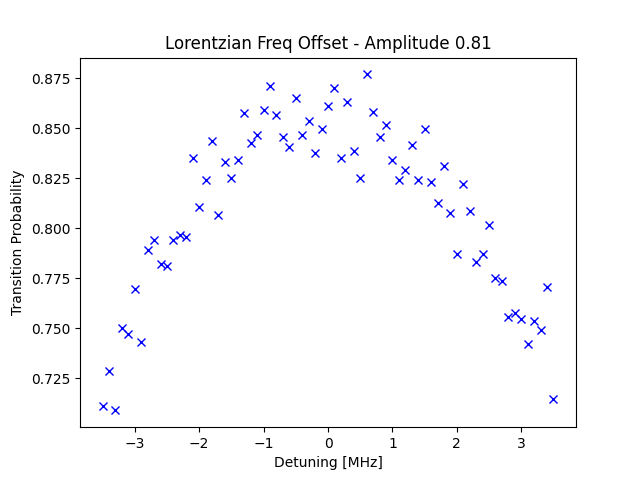 Lorentzian Freq Offset - Amplitude 0.81
0.875
0.850
0.825
0.800
0.775
0.750
0.725
Transition Probability
−3 −2 −1 0 1 2 3
Detuning [MHz]